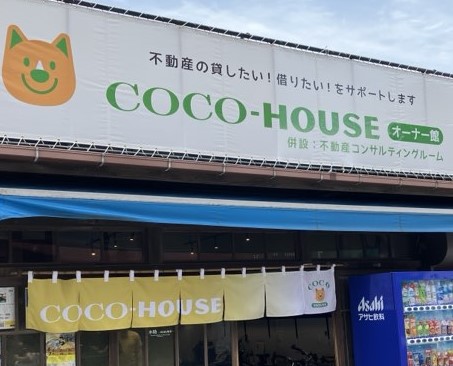 不動産の貸したい!借りたい!をサポートします
COCO-HOUSE オーナー館
併設:不動産コンサルティングルーム
COCO-HOUSE
COCO
Asahi
アサヒ飲料